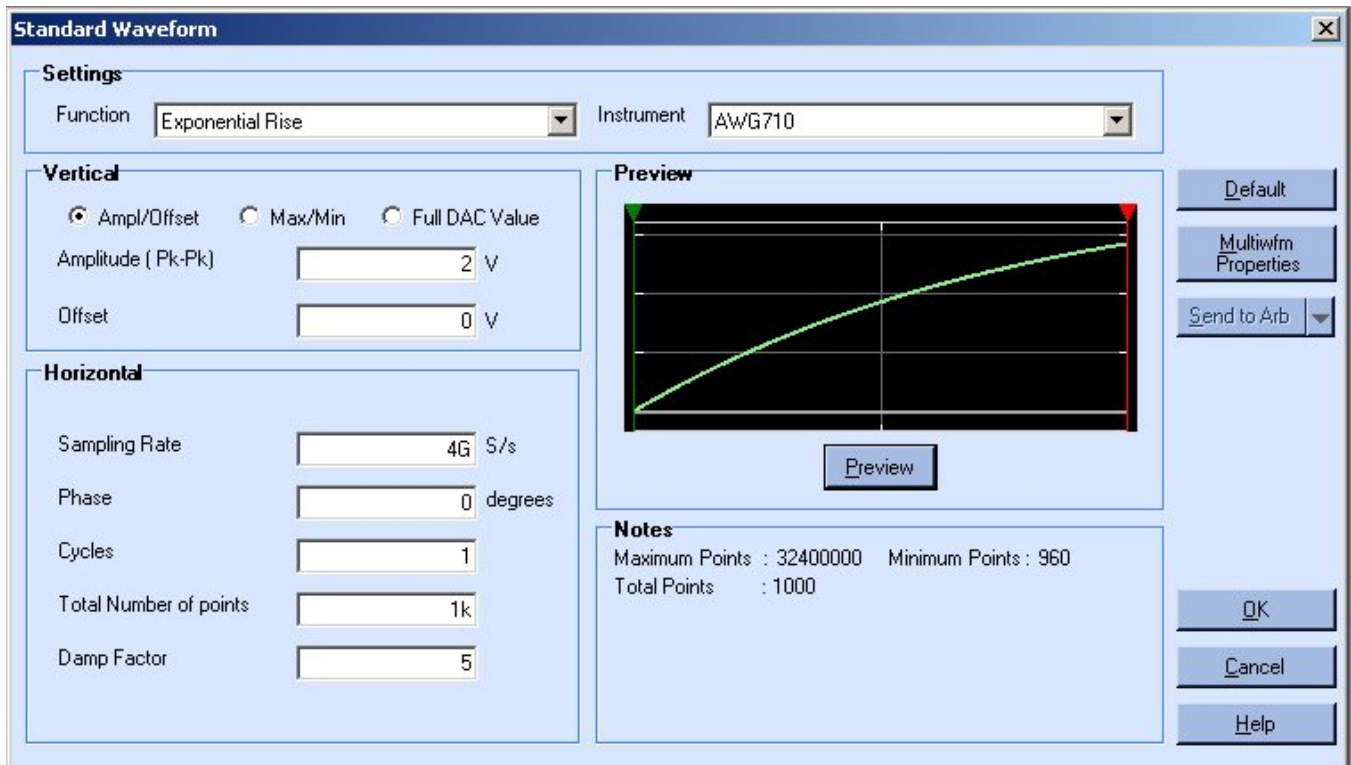 Standard Waveform
Settings
Function Exponential Rise Instrument AWG710
Vertical
Ampl/Offset Max/Min Full DAC Value
Amplitude ( Pk-Pk) 2 V
Offset 0 V
Horizontal
Sampling Rate 4G S/s
Phase 0 degrees
Cycles 1
Total Number of points 1k
Damp Factor 5
Preview
Preview
Notes
Maximum Points : 32400000 Minimum Points : 960
Total Points : 1000
Default
Multiwfm
Properties
Send to Arb
OK
Cancel
Help